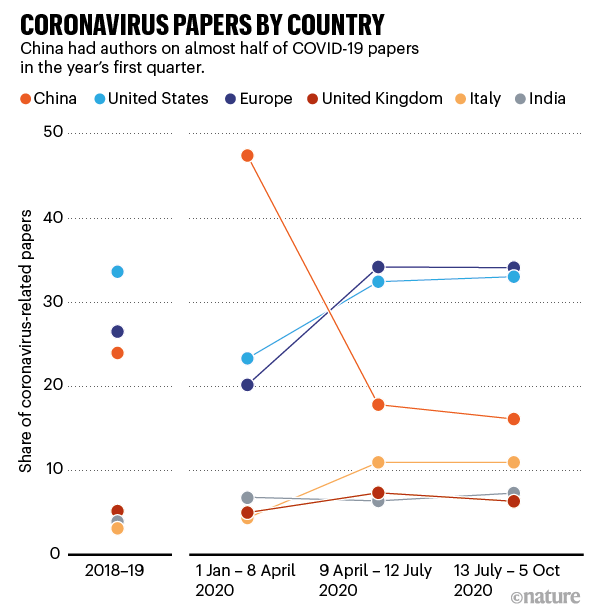 CORONAVIRUS PAPERS BY COUNTRY
China had authors on almost half of COVID-19 papers
in the year’s first quarter.
China United States Europe United Kingdom Italy India
Share of coronavirus-related papers
50
40
30
20
10
0
2018–19 1 Jan – 8 April 9 April – 12 July 13 July – 5 Oct
2020 2020 2020
©nature